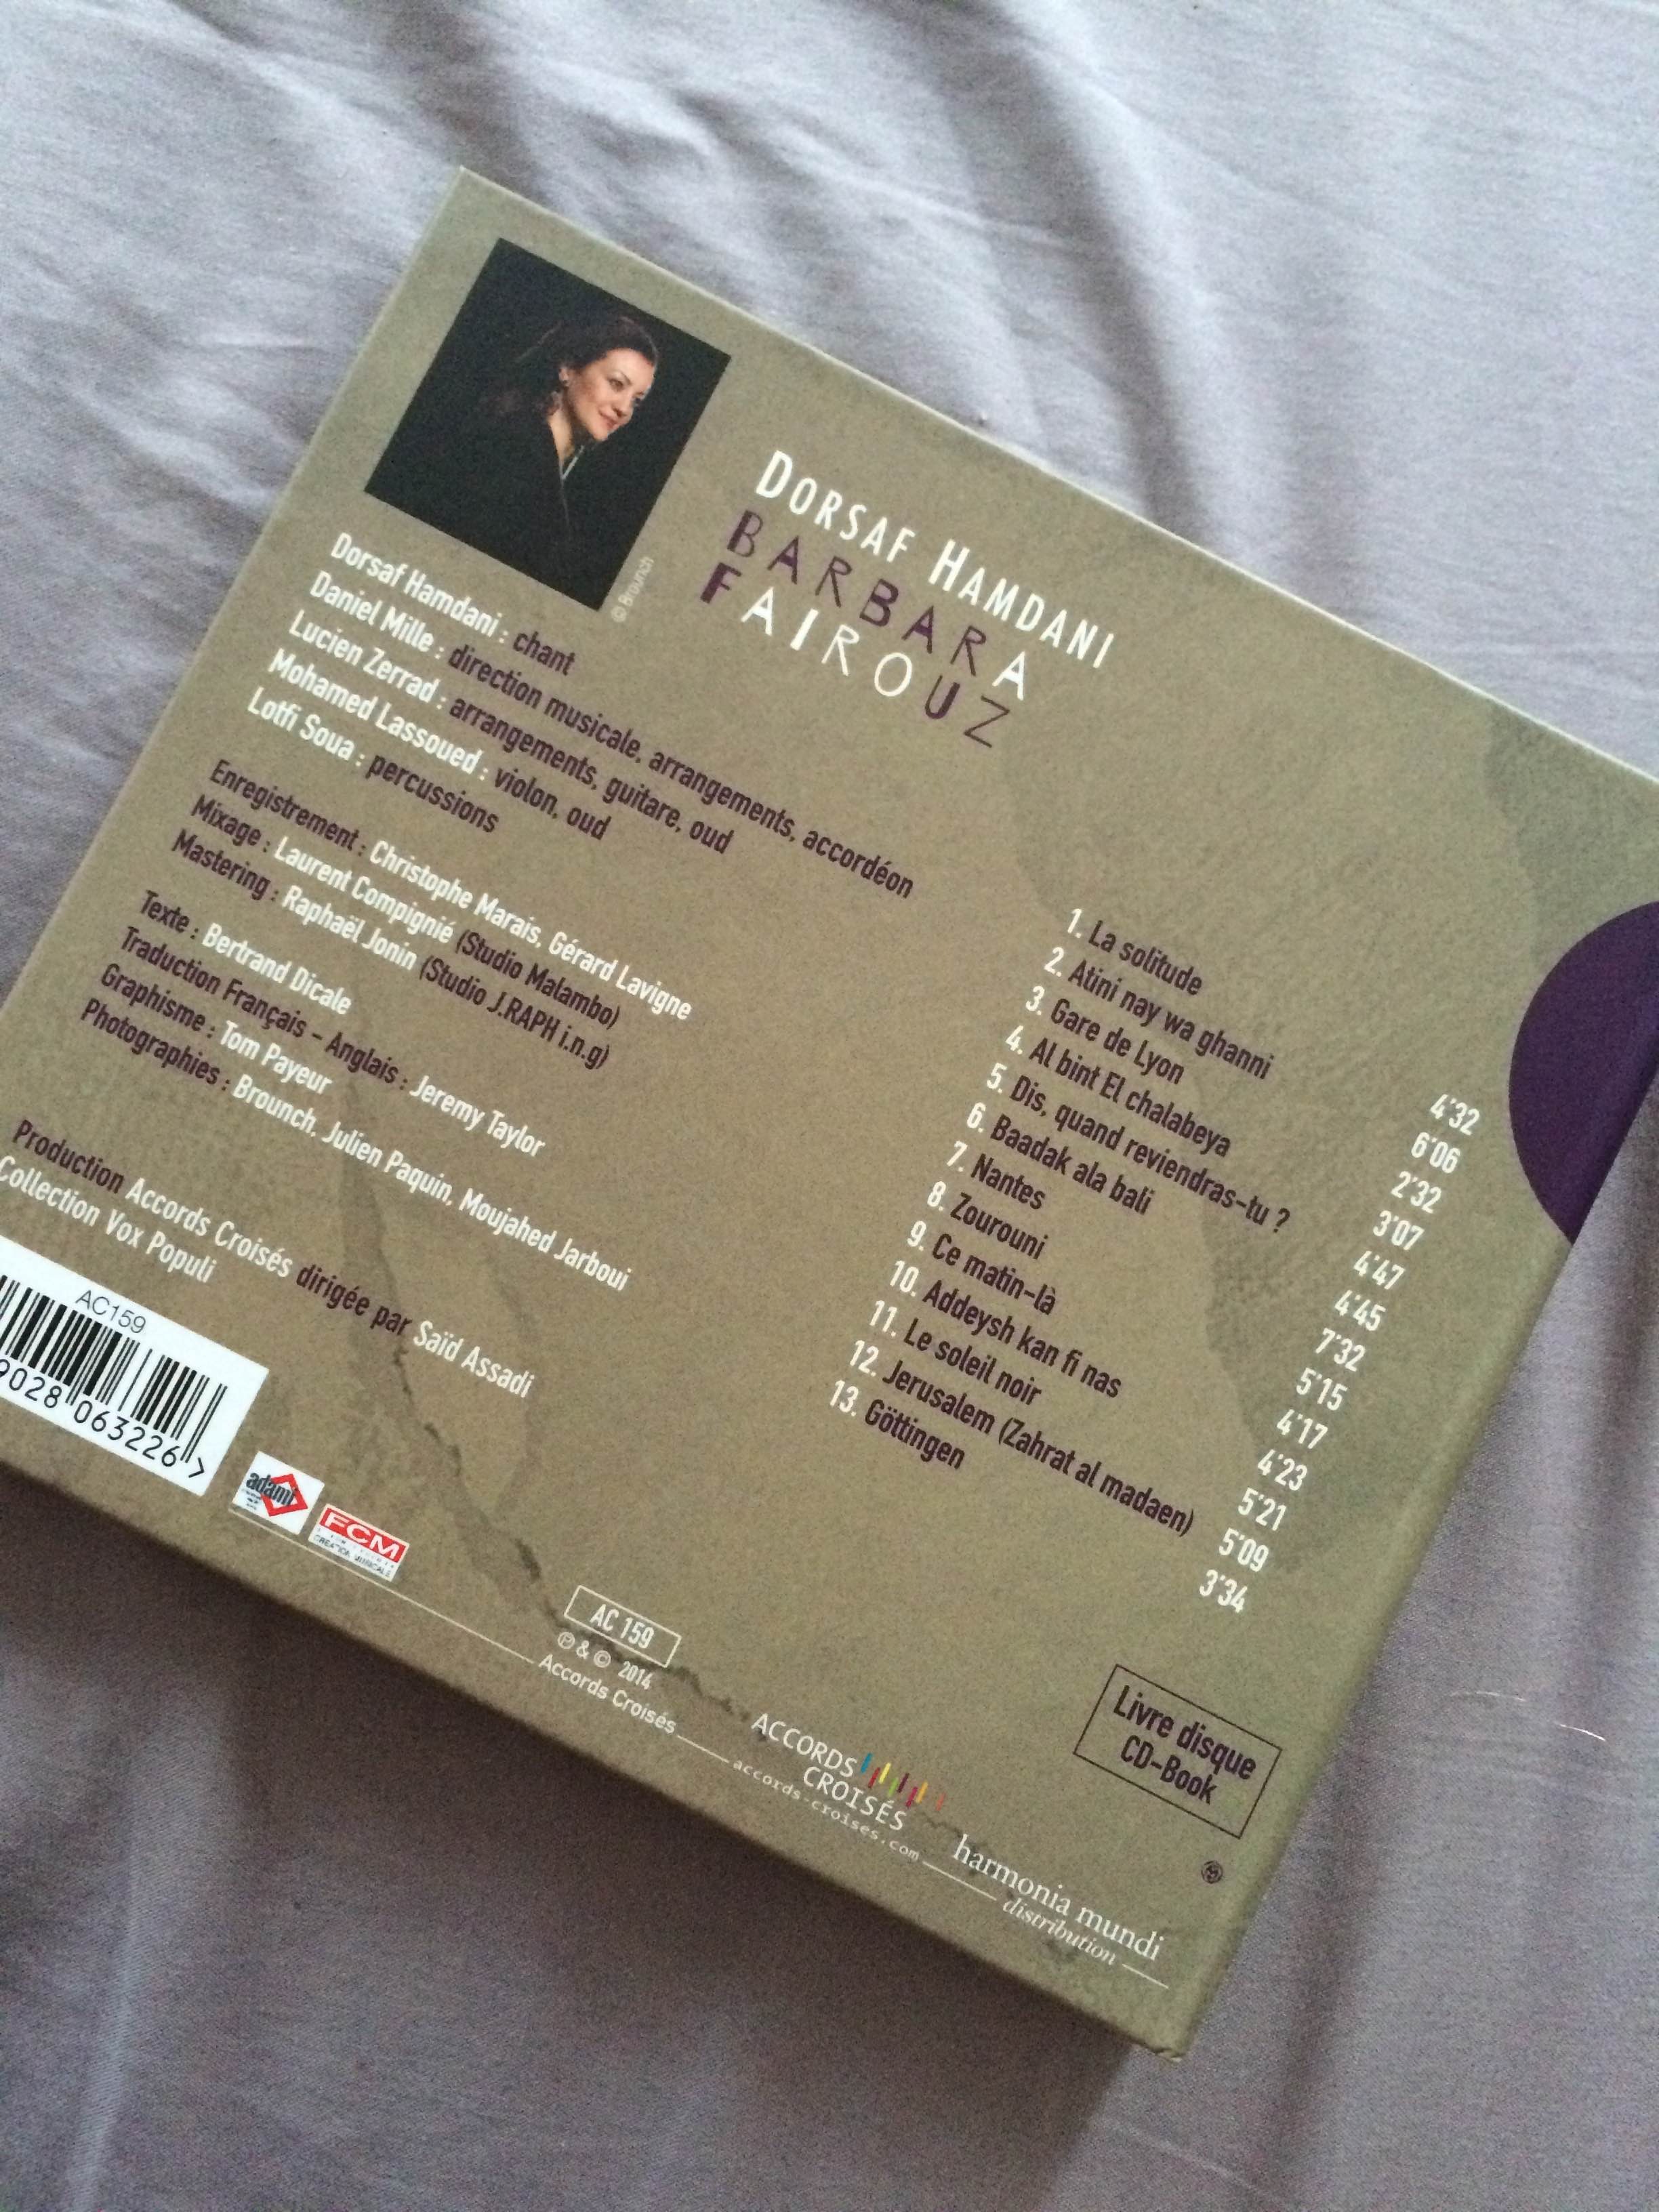 © Brounch
DORSAF HAMDANI
BARBARA
FAIROUZ
Dorsaf Hamdani : chant
Daniel Mille : direction musicale, arrangements, accordéon
Lucien Zerrad : arrangements, guitare, oud
Mohamed Lassoued : violon, oud
Lotfi Soua : percussions
Enregistrement : Christophe Marais, Gérard Lavigne
Mixage : Laurent Compignié (Studio Malambo)
Mastering : Raphaël Jonin (Studio J.RAPH i.n.g)
Texte : Bertrand Dicale
Traduction Français – Anglais : Jeremy Taylor
Graphisme : Tom Payeur
Photographies : Brounch, Julien Paquin, Moujahed Jarboui
Production Accords Croisés dirigée par Saïd Assadi
Collection Vox Populi
1. La solitude 4'32
2. Atini nay wa ghanni 6'06
3. Gare de Lyon 2'32
4. Al bint El chalabeya 3'07
5. Dis, quand reviendras-tu ? 4'47
6. Baadak ala bali 4'45
7. Nantes 7'32
8. Zourouni 5'15
9. Ce matin-là 4'17
10. Addeysh kan fi nas 4'23
11. Le soleil noir 5'21
12. Jerusalem (Zahrat al madaen) 5'09
13. Göttingen 3'34
AC159
9028 063226 >
adami
FCM
AC 159
℗ & © 2014
Accords Croisés
ACCORDS
CROISÉS
accords-croises.com
harmonia mundi
distribution
Livre disque
CD-Book